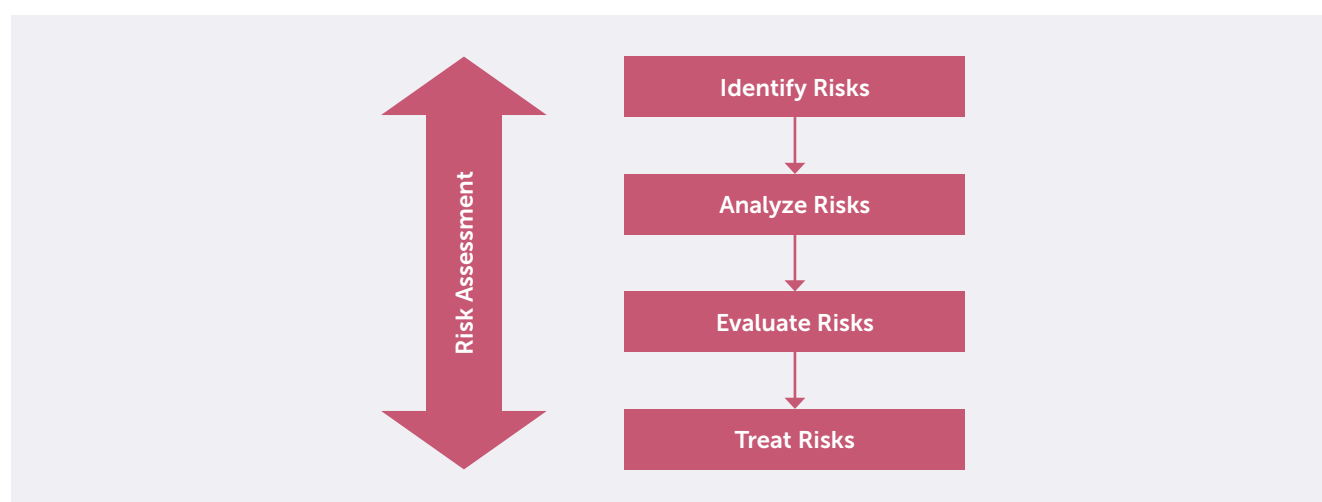 Risk Assessment
Identify Risks
Analyze Risks
Evaluate Risks
Treat Risks